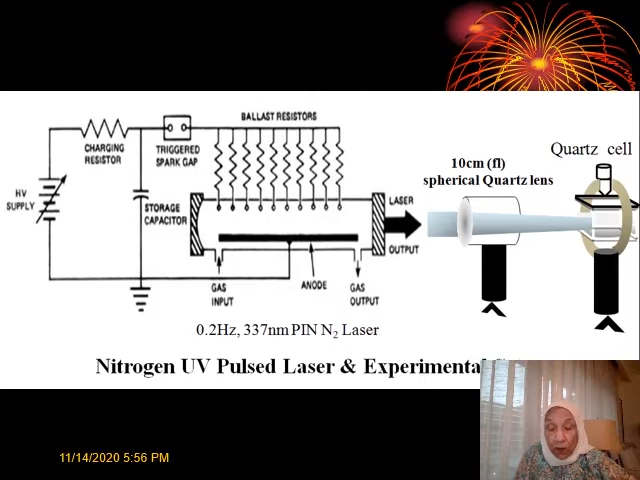 BALLAST RESISTORS
CHARGING
RESISTOR
TRIGGERED
SPARK GAP
HV
SUPPLY
STORAGE
CAPACITOR
LASER
OUTPUT
GAS
INPUT
ANODE
GAS
OUTPUT
10cm (fl)
spherical Quartz lens
Quartz cell
0.2Hz, 337nm PIN N₂ Laser
Nitrogen UV Pulsed Laser & Experimental
11/14/2020 5:56 PM